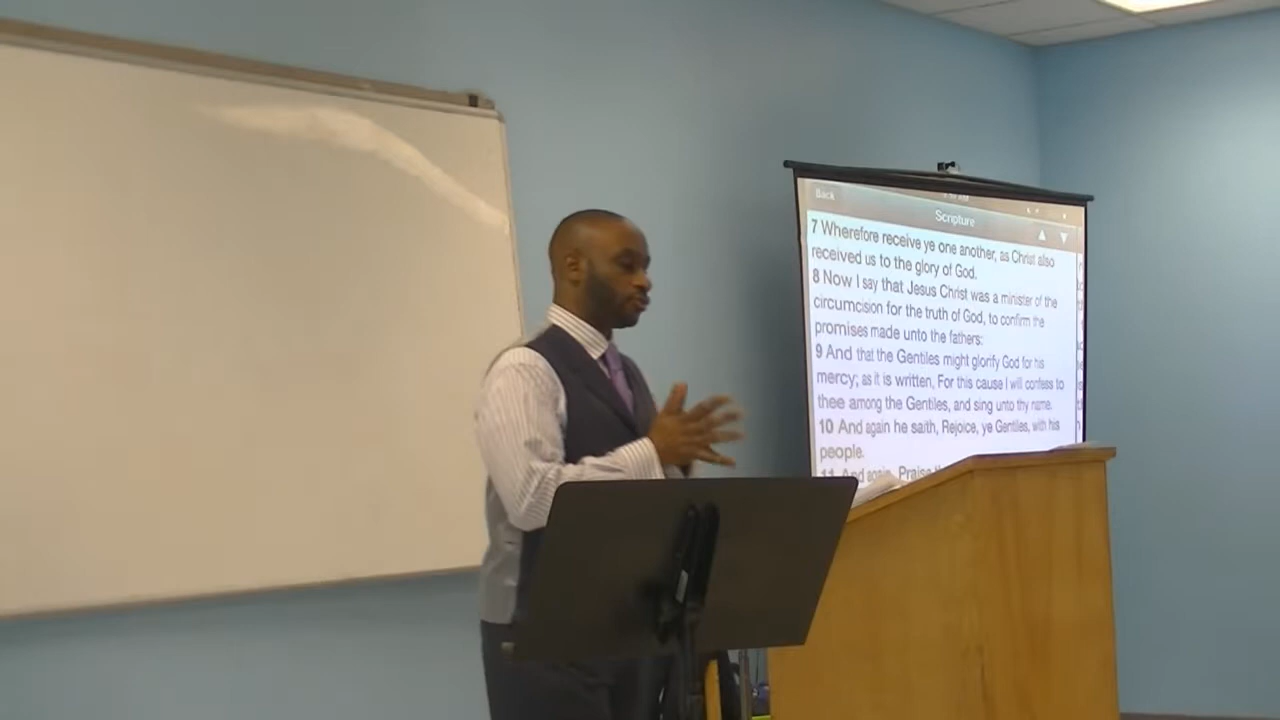 Back
Scripture
7 Wherefore receive ye one another, as Christ also
received us to the glory of God.
8 Now I say that Jesus Christ was a minister of the
circumcision for the truth of God, to confirm the
promises made unto the fathers:
9 And that the Gentiles might glorify God for his
mercy; as it is written, For this cause I will confess to
thee among the Gentiles, and sing unto thy name.
10 And again he saith, Rejoice, ye Gentiles, with his
people.
11 And again, Praise